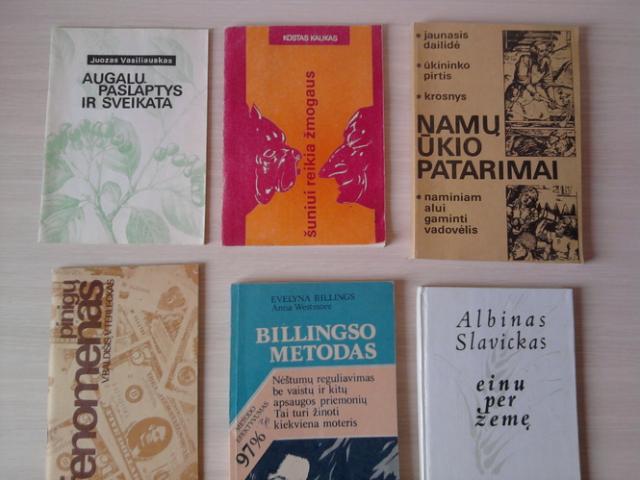 Juozas Vasiliauskas
AUGALŲ
PASLAPTYS
IR SVEIKATA
KOSTAS KAUKAS
šuniui reikia žmogaus
• jaunasis
dailidė
• ūkininko
pirtis
• krosnys
NAMŲ
ŪKIO
PATARIMAI
• naminiam
alui
gaminti
vadovėlis
pinigų
fenomenas
EVELYNA BILLINGS
Anna Westmore
BILLINGSO
METODAS
Nėštumų reguliavimas
be vaistų ir kitų
apsaugos priemonių
Tai turi žinoti
kiekviena moteris
METODO
EFEKTYVUMAS
97%
Albinas
Slavickas
einu
per
žemę